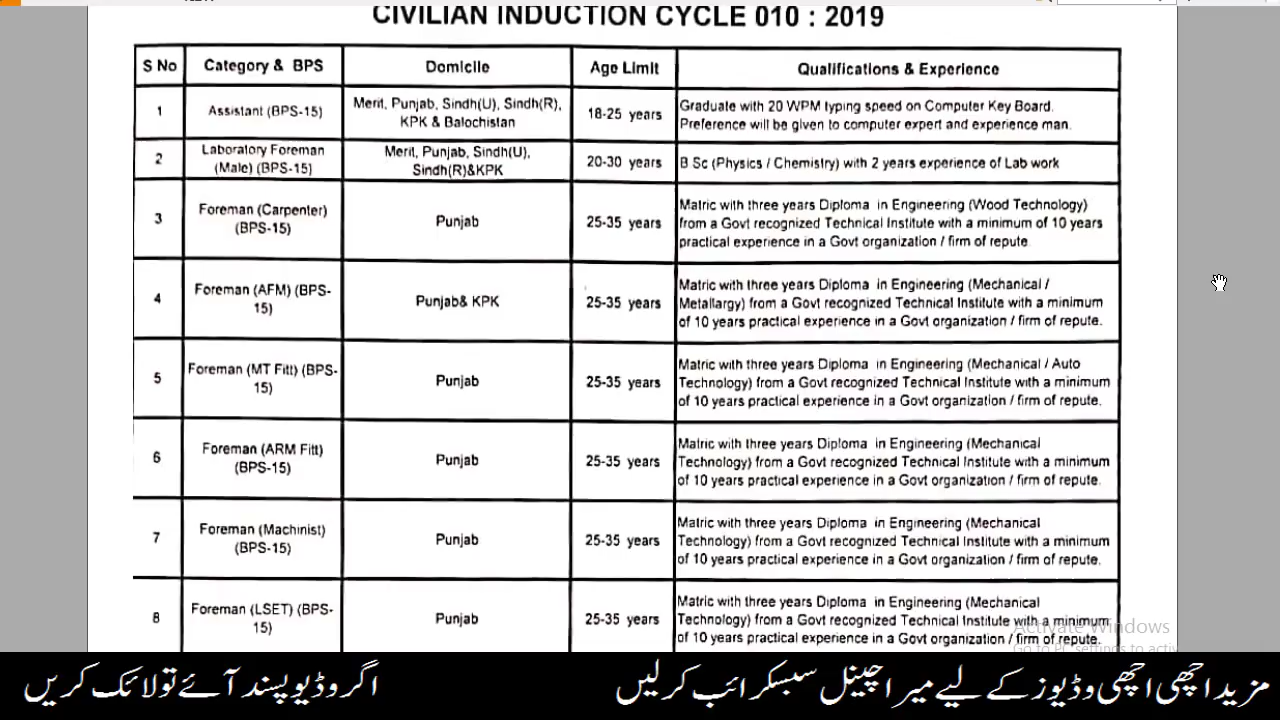 CIVILIAN INDUCTION CYCLE 010 : 2019
S No Category & BPS Domicile Age Limit Qualifications & Experience
1 Assistant (BPS-15) Merit, Punjab, Sindh(U), Sindh(R), KPK & Balochistan 18-25 years Graduate with 20 WPM typing speed on Computer Key Board.
Preference will be given to computer expert and experience man.
2 Laboratory Foreman (Male) (BPS-15) Merit, Punjab, Sindh(U), Sindh(R)&KPK 20-30 years B Sc (Physics / Chemistry) with 2 years experience of Lab work
3 Foreman (Carpenter) (BPS-15) Punjab 25-35 years Matric with three years Diploma in Engineering (Wood Technology)
from a Govt recognized Technical Institute with a minimum of 10 years
practical experience in a Govt organization / firm of repute.
4 Foreman (AFM) (BPS-15) Punjab& KPK 25-35 years Matric with three years Diploma in Engineering (Mechanical /
Metallargy) from a Govt recognized Technical Institute with a minimum
of 10 years practical experience in a Govt organization / firm of repute.
5 Foreman (MT Fitt) (BPS-15) Punjab 25-35 years Matric with three years Diploma in Engineering (Mechanical / Auto
Technology) from a Govt recognized Technical Institute with a minimum
of 10 years practical experience in a Govt organization / firm of repute.
6 Foreman (ARM Fitt) (BPS-15) Punjab 25-35 years Matric with three years Diploma in Engineering (Mechanical
Technology) from a Govt recognized Technical Institute with a minimum
of 10 years practical experience in a Govt organization / firm of repute.
7 Foreman (Machinist) (BPS-15) Punjab 25-35 years Matric with three years Diploma in Engineering (Mechanical
Technology) from a Govt recognized Technical Institute with a minimum
of 10 years practical experience in a Govt organization / firm of repute.
8 Foreman (LSET) (BPS-15) Punjab 25-35 years Matric with three years Diploma in Engineering (Mechanical
Technology) from a Govt recognized Technical Institute with a minimum
of 10 years practical experience in a Govt organization / firm of repute.
Activate Windows
Go to PC settings to activ
مزید اچھی اچھی وڈیوز کے لیے میرا چینل سبسکرائب کر لیں اگر وڈیو پسند آئے تو لائک کریں